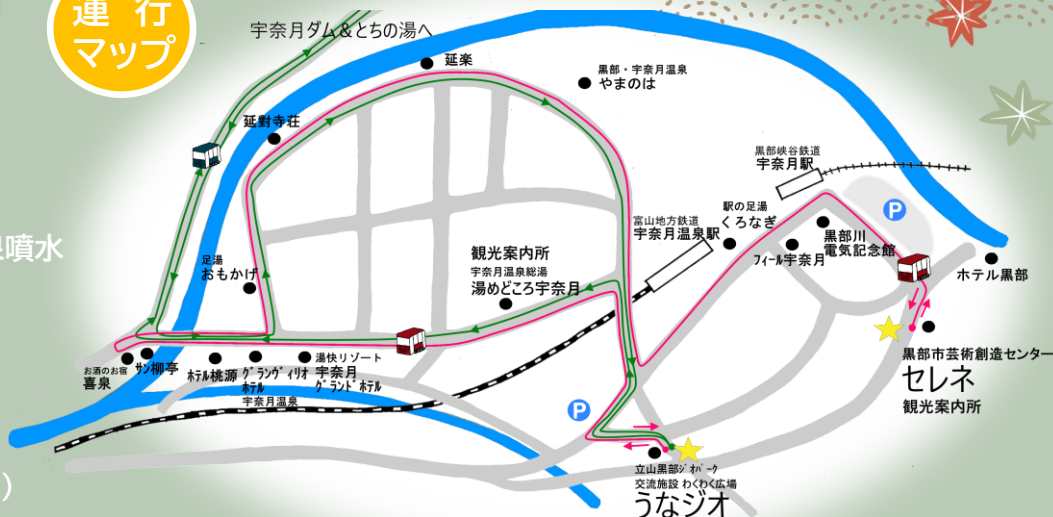 運行
マップ
宇奈月ダム&とちの湯へ
延楽
黒部・宇奈月温泉
やまのは
延對寺荘
黒部峡谷鉄道
宇奈月駅
P
駅の足湯
くろなぎ
富山地方鉄道
宇奈月温泉駅
黒部川
電気記念館
フィール宇奈月
ホテル黒部
噴水
足湯
おもかげ
観光案内所
宇奈月温泉総湯
湯めどころ宇奈月
お酒のお宿
喜泉
サン柳亭
ホテル桃源
グランヴィリオ
ホテル
宇奈月温泉
湯快リゾート
宇奈月
グランドホテル
黒部市芸術創造センター
セレネ
観光案内所
P
立山黒部ジオパーク
交流施設 わくわく広場
うなジオ
)